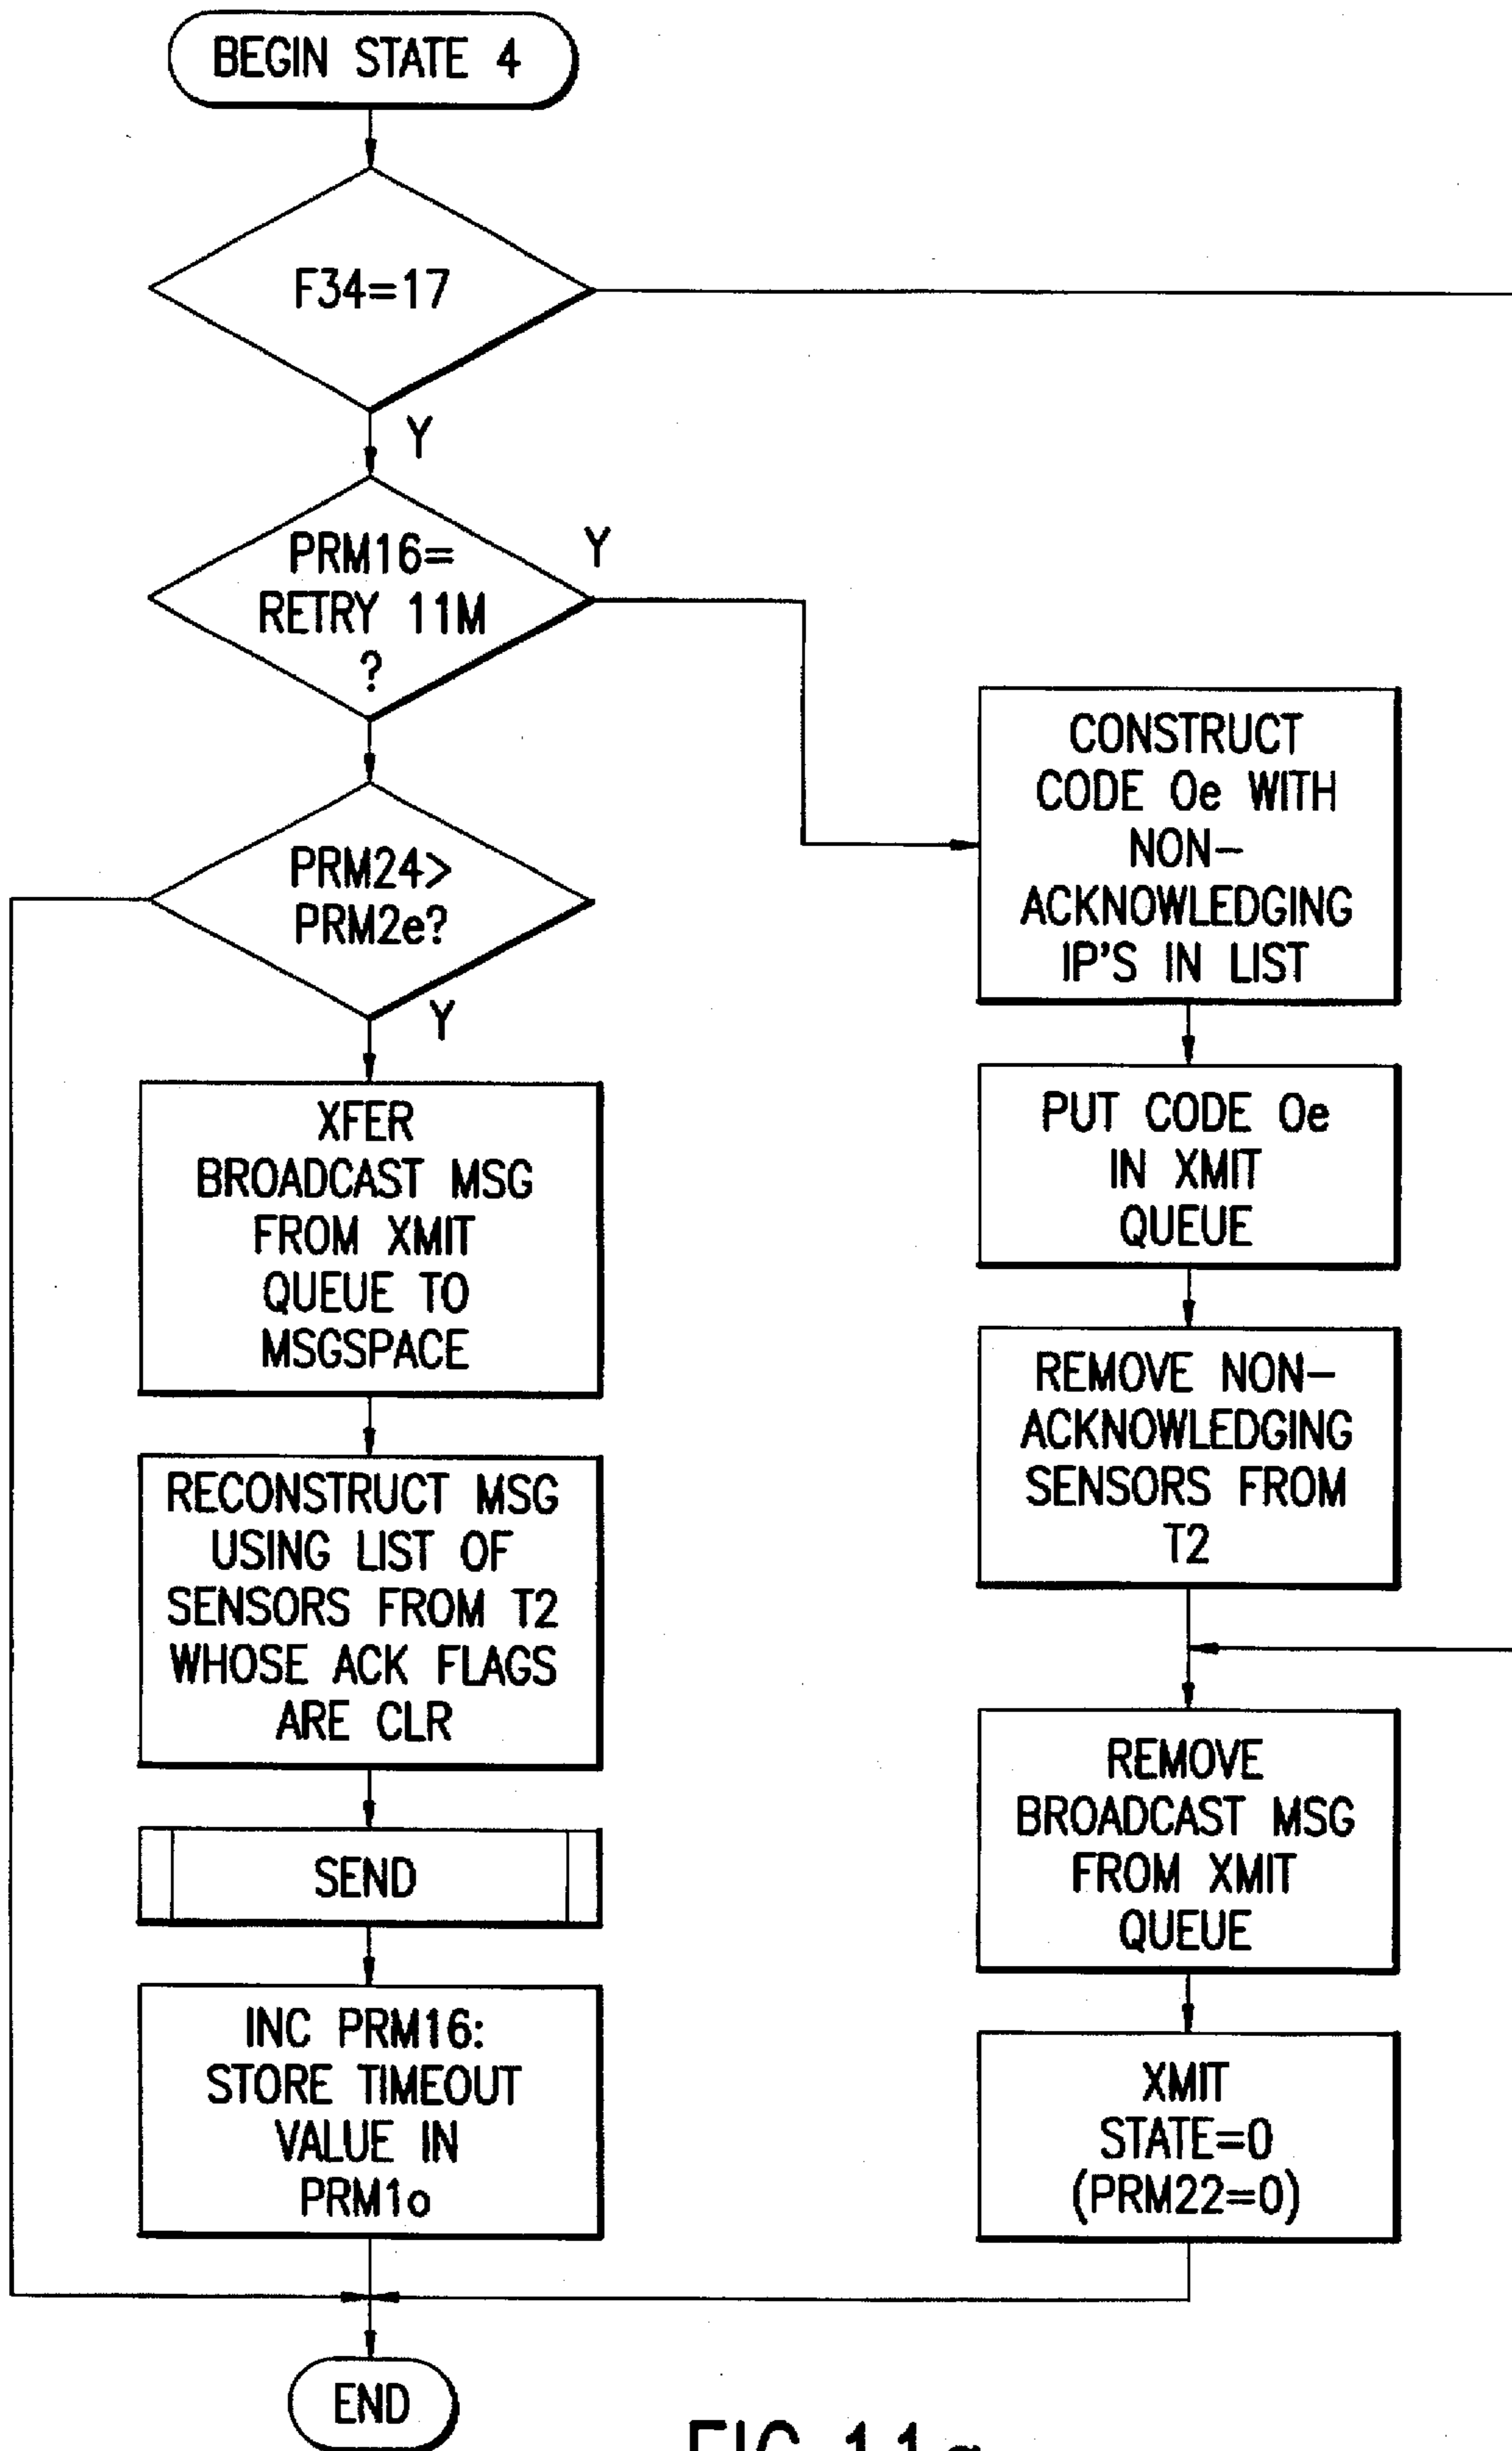 BEGIN STATE 4
F34=17
Y
PRM16=
RETRY 11M
?
Y
PRM24>
PRM2e?
Y
XFER
BROADCAST MSG
FROM XMIT
QUEUE TO
MSGSPACE
RECONSTRUCT MSG
USING LIST OF
SENSORS FROM T2
WHOSE ACK FLAGS
ARE CLR
SEND
INC PRM16:
STORE TIMEOUT
VALUE IN
PRM1o
END
CONSTRUCT
CODE Oe WITH
NON-
ACKNOWLEDGING
IP'S IN LIST
PUT CODE Oe
IN XMIT
QUEUE
REMOVE NON-
ACKNOWLEDGING
SENSORS FROM
T2
REMOVE
BROADCAST MSG
FROM XMIT
QUEUE
XMIT
STATE=0
(PRM22=0)